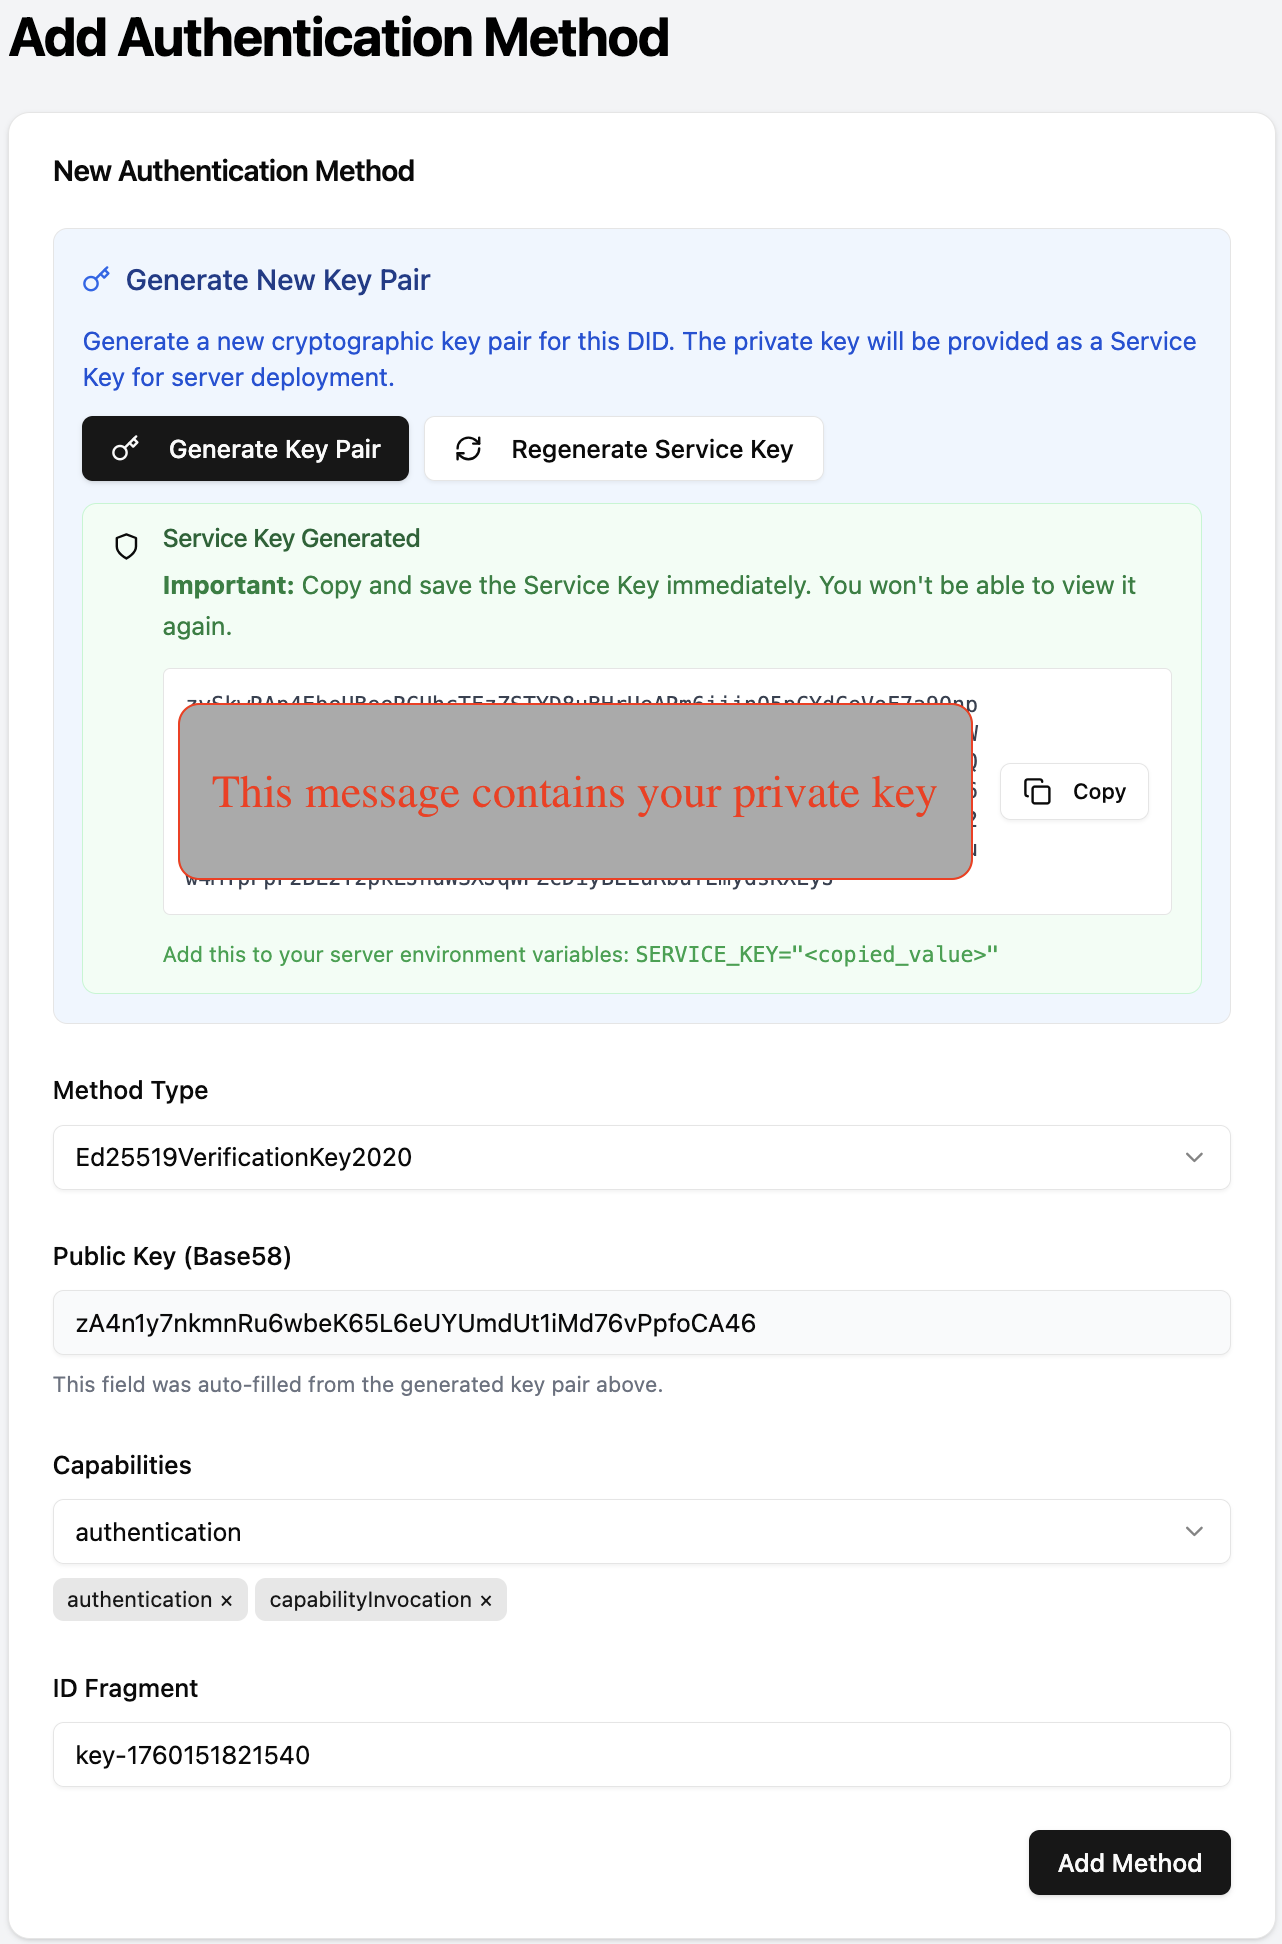 Add Authentication Method
New Authentication Method
Generate New Key Pair
Generate a new cryptographic key pair for this DID. The private key will be provided as a Service
Key for server deployment.
Generate Key Pair
Regenerate Service Key
Service Key Generated
Important: Copy and save the Service Key immediately. You won't be able to view it
again.
This message contains your private key
Copy
Add this to your server environment variables: SERVICE_KEY="<copied_value>"
Method Type
Ed25519VerificationKey2020
Public Key (Base58)
zA4n1y7nkmnRu6wbeK65L6eUYUmdUt1iMd76vPpfoCA46
This field was auto-filled from the generated key pair above.
Capabilities
authentication
authentication ×
capabilityInvocation ×
ID Fragment
key-1760151821540
Add Method